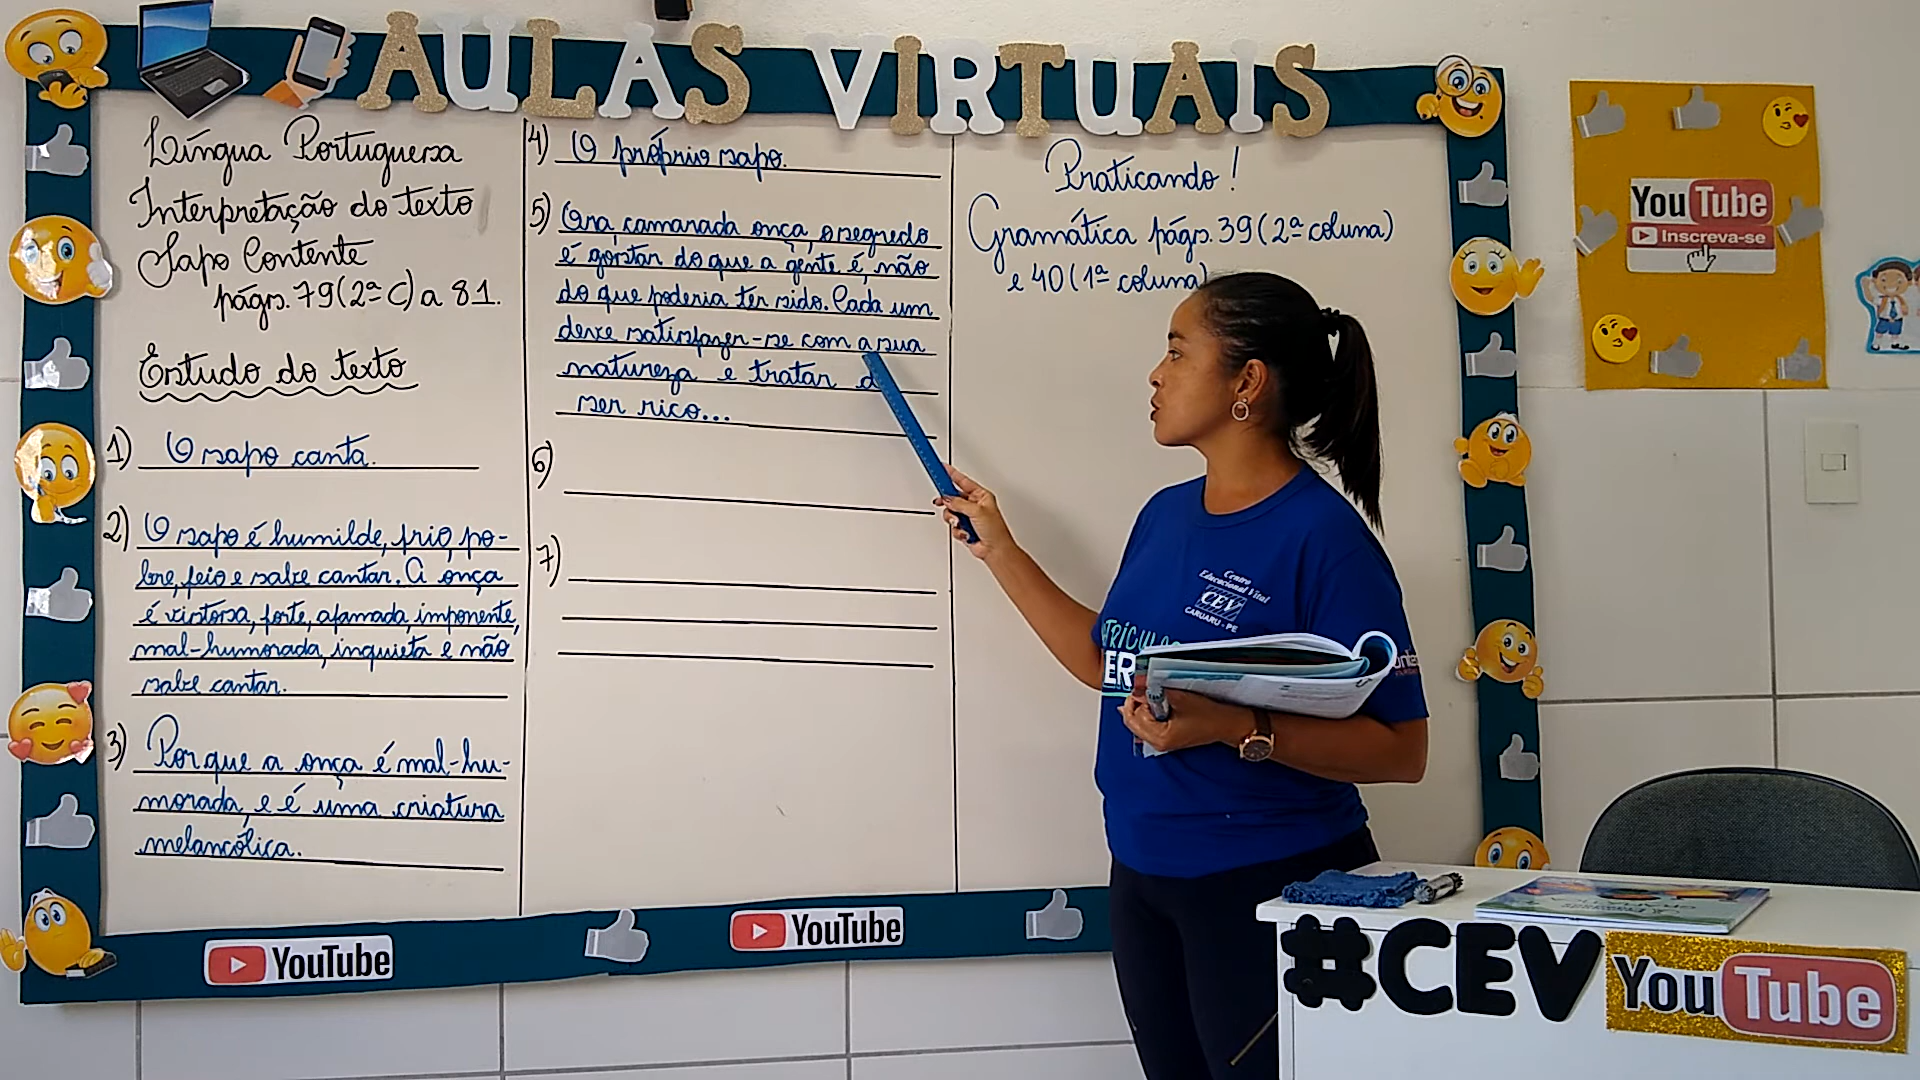 AULAS VIRTUAIS
Língua Portuguesa
Interpretação do texto
Sapo Contente
págs. 79 (2ª C) a 81.
Estudo do texto
1) O sapo canta.
2) O sapo é humilde, frio, po-
bre, feio e sabe cantar. A onça
é vistosa, forte, afamada, imponente,
mal-humorada, inquieta e não
sabe cantar.
3) Porque a onça é mal-hu-
morada, e é uma criatura
melancólica.
4) O próprio sapo.
5) Ora, camarada onça, o segredo
é gostar do que a gente é, não
do que poderia ter sido. Cada um
deve satisfazer-se com a sua
natureza e tratar d
ser rico...
6)
7)
Praticando!
Gramática págs. 39 (2ª coluna)
e 40 (1ª coluna)
YouTube
Inscreva-se
Centro
Educacional Vital
CEV
CARUARU - PE
YouTube
YouTube
#CEV
YouTube